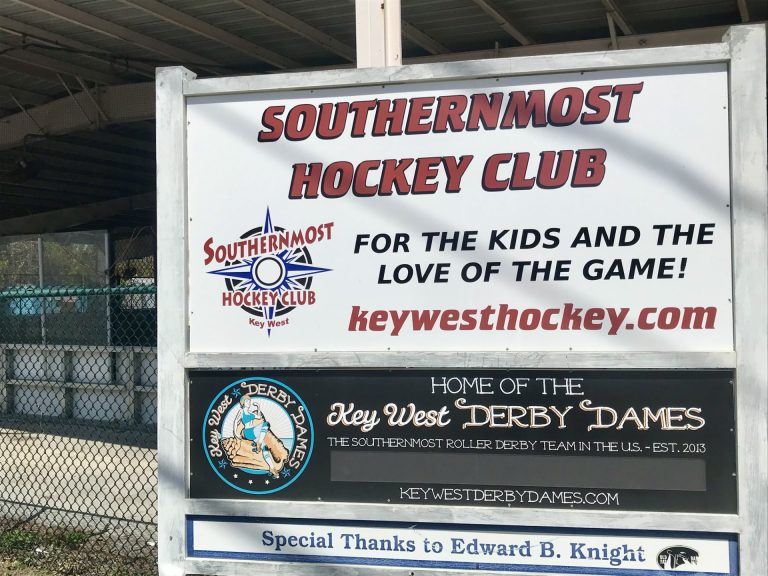 SOUTHERNMOST
HOCKEY CLUB
SOUTHERNMOST
HOCKEY CLUB
Key West
FOR THE KIDS AND THE
LOVE OF THE GAME!
keywesthockey.com
Key West DERBY DAMES
HOME OF THE
Key West DERBY DAMES
THE SOUTHERNMOST ROLLER DERBY TEAM IN THE U.S. - EST. 2013
KEYWESTDERBYDAMES.COM
Special Thanks to Edward B. Knight